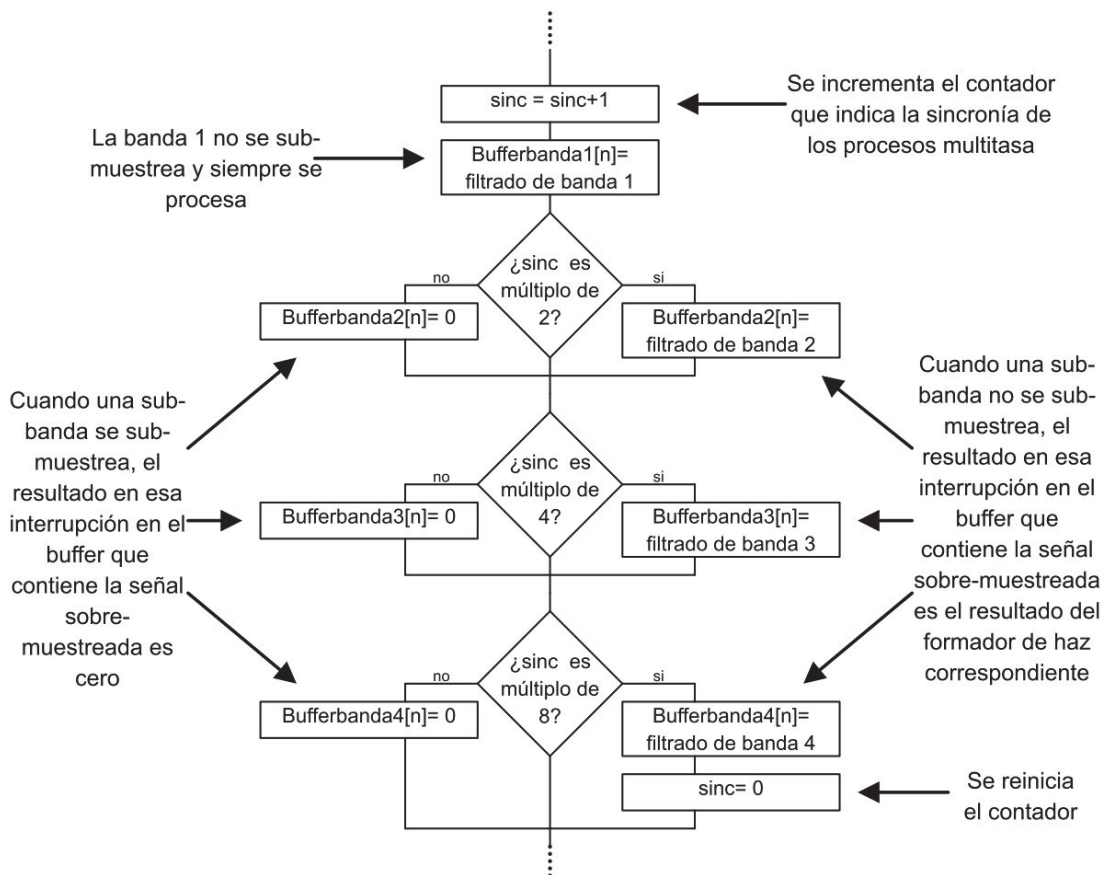 sinc = sinc+1
Se incrementa el contador
que indica la sincronía de
los procesos multitasa
La banda 1 no se sub-
muestrea y siempre se
procesa
Bufferbanda1[n]=
filtrado de banda 1
¿sinc es
múltiplo de
2?
no
si
Bufferbanda2[n]= 0
Bufferbanda2[n]=
filtrado de banda 2
Cuando una sub-
banda se sub-
muestrea, el
resultado en esa
interrupción en el
buffer que
contiene la señal
sobre-
muestreada es
cero
Cuando una sub-
banda no se sub-
muestrea, el
resultado en esa
interrupción en el
buffer que
contiene la señal
sobre-muestreada
es el resultado del
formador de haz
correspondiente
¿sinc es
múltiplo de
4?
no
si
Bufferbanda3[n]= 0
Bufferbanda3[n]=
filtrado de banda 3
¿sinc es
múltiplo de
8?
no
si
Bufferbanda4[n]= 0
Bufferbanda4[n]=
filtrado de banda 4
sinc= 0
Se reinicia
el contador